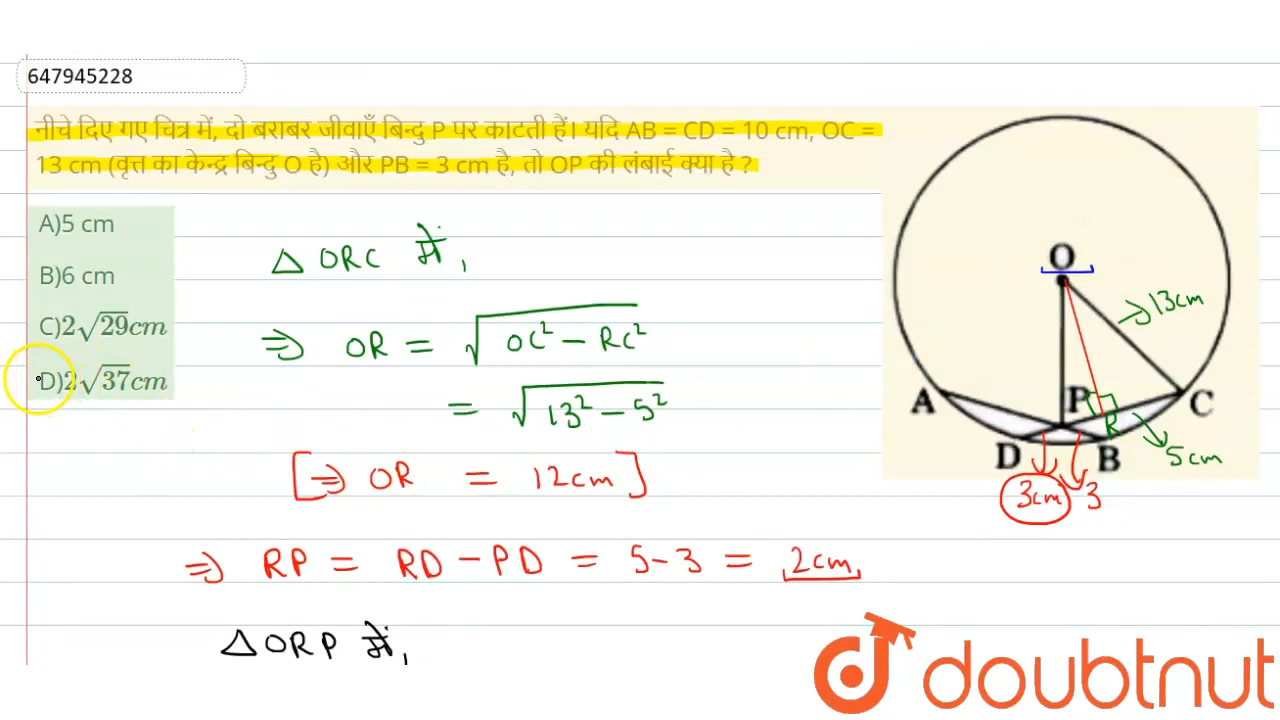 647945228
नीचे दिए गए चित्र में, दो बराबर जीवाएँ बिन्दु P पर काटती हैं। यदि AB = CD = 10 cm, OC =
13 cm (वृत्त का केन्द्र बिन्दु O है) और PB = 3 cm है, तो OP की लंबाई क्या है ?
A)5 cm
B)6 cm
C)2√29cm
D)2√37cm
△ ORC में,
⇒ OR = √OC² − RC²
= √13² − 5²
[⇒ OR = 12cm]
⇒ RP = RD − PD = 5 − 3 = 2cm
△ ORP में,
O
13cm
A
P
R
C
D
B
5cm
3cm
3
doubtnut